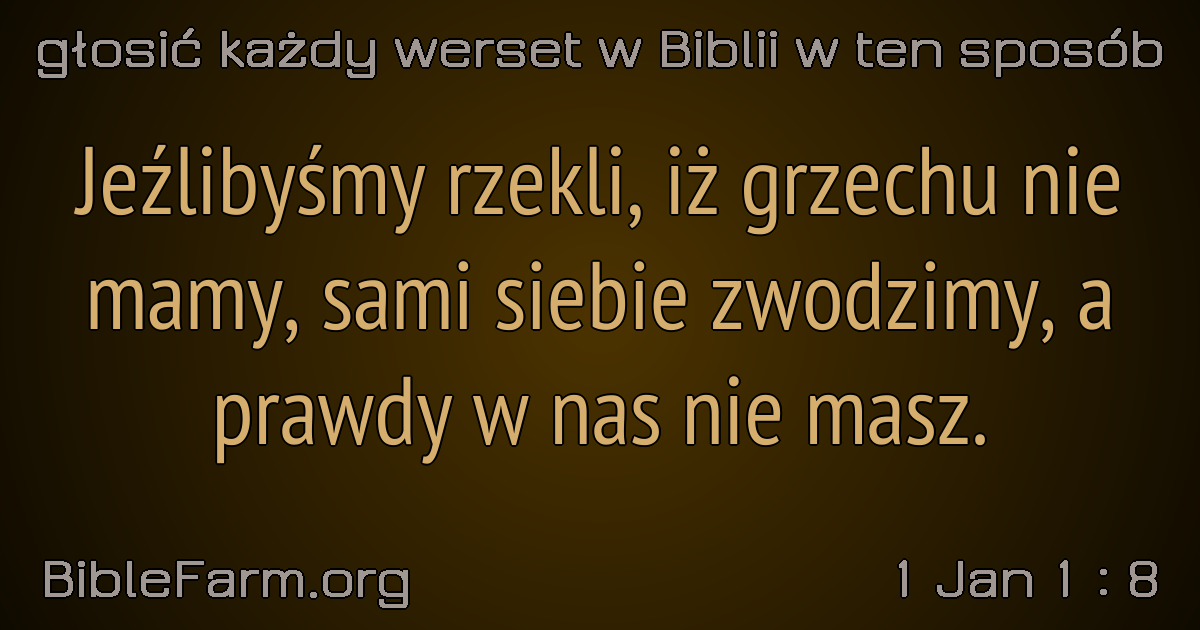 głosić każdy werset w Biblii w ten sposób
Jeźlibyśmy rzekli, iż grzechu nie
mamy, sami siebie zwodzimy, a
prawdy w nas nie masz.
BibleFarm.org
1 Jan 1 : 8